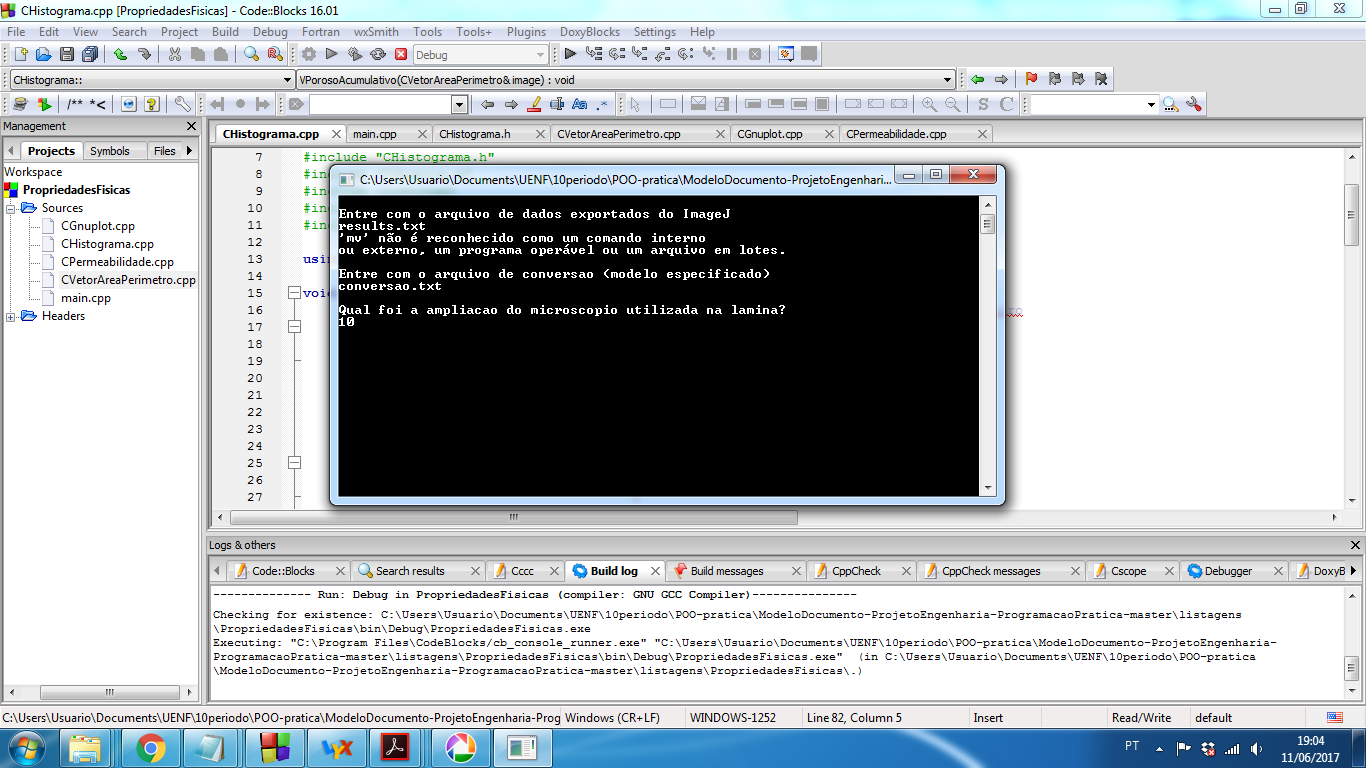 CHistograma.cpp [PropriedadesFisicas] - Code::Blocks 16.01
File Edit View Search Project Build Debug Fortran wxSmith Tools Tools+ Plugins DoxyBlocks Settings Help
Debug
CHistograma:: VPorosoAcumulativo(CVetorAreaPerimetro& image) : void
/** *< Aa .* S C
Management
Projects Symbols Files
Workspace
PropriedadesFisicas
Sources
CGnuplot.cpp
CHistograma.cpp
CPermeabilidade.cpp
CVetorAreaPerimetro.cpp
main.cpp
Headers
CHistograma.cpp main.cpp CHistograma.h CVetorAreaPerimetro.cpp CGnuplot.cpp CPermeabilidade.cpp
7 #include "CHistograma.h"
8
9
10
11
12
13
14
15
16
17
18
19
20
21
22
23
24
25
26
27
C:\Users\Usuario\Documents\UENF\10periodo\POO-pratica\ModeloDocumento-ProjetoEngenhari...
Entre com o arquivo de dados exportados do ImageJ
results.txt
'mv' não é reconhecido como um comando interno
ou externo, um programa operável ou um arquivo em lotes.
Entre com o arquivo de conversao (modelo especificado)
conversao.txt
Qual foi a ampliacao do microscopio utilizada na lamina?
10
Logs & others
Code::Blocks Search results Cccc Build log Build messages CppCheck CppCheck messages Cscope Debugger DoxyB
-------------- Run: Debug in PropriedadesFisicas (compiler: GNU GCC Compiler)---------------
Checking for existence: C:\Users\Usuario\Documents\UENF\10periodo\POO-pratica\ModeloDocumento-ProjetoEngenharia-ProgramacaoPratica-master\listagens
\PropriedadesFisicas\bin\Debug\PropriedadesFisicas.exe
Executing: "C:\Program Files\CodeBlocks/cb_console_runner.exe" "C:\Users\Usuario\Documents\UENF\10periodo\POO-pratica\ModeloDocumento-ProjetoEngenharia-
ProgramacaoPratica-master\listagens\PropriedadesFisicas\bin\Debug\PropriedadesFisicas.exe" (in C:\Users\Usuario\Documents\UENF\10periodo\POO-pratica
\ModeloDocumento-ProjetoEngenharia-ProgramacaoPratica-master\listagens\PropriedadesFisicas\.)
C:\Users\Usuario\Documents\UENF\10periodo\POO-pratica\ModeloDocumento-ProjetoEngenharia-Prog Windows (CR+LF) WINDOWS-1252 Line 82, Column 5 Insert Read/Write default
PT 19:04
11/06/2017